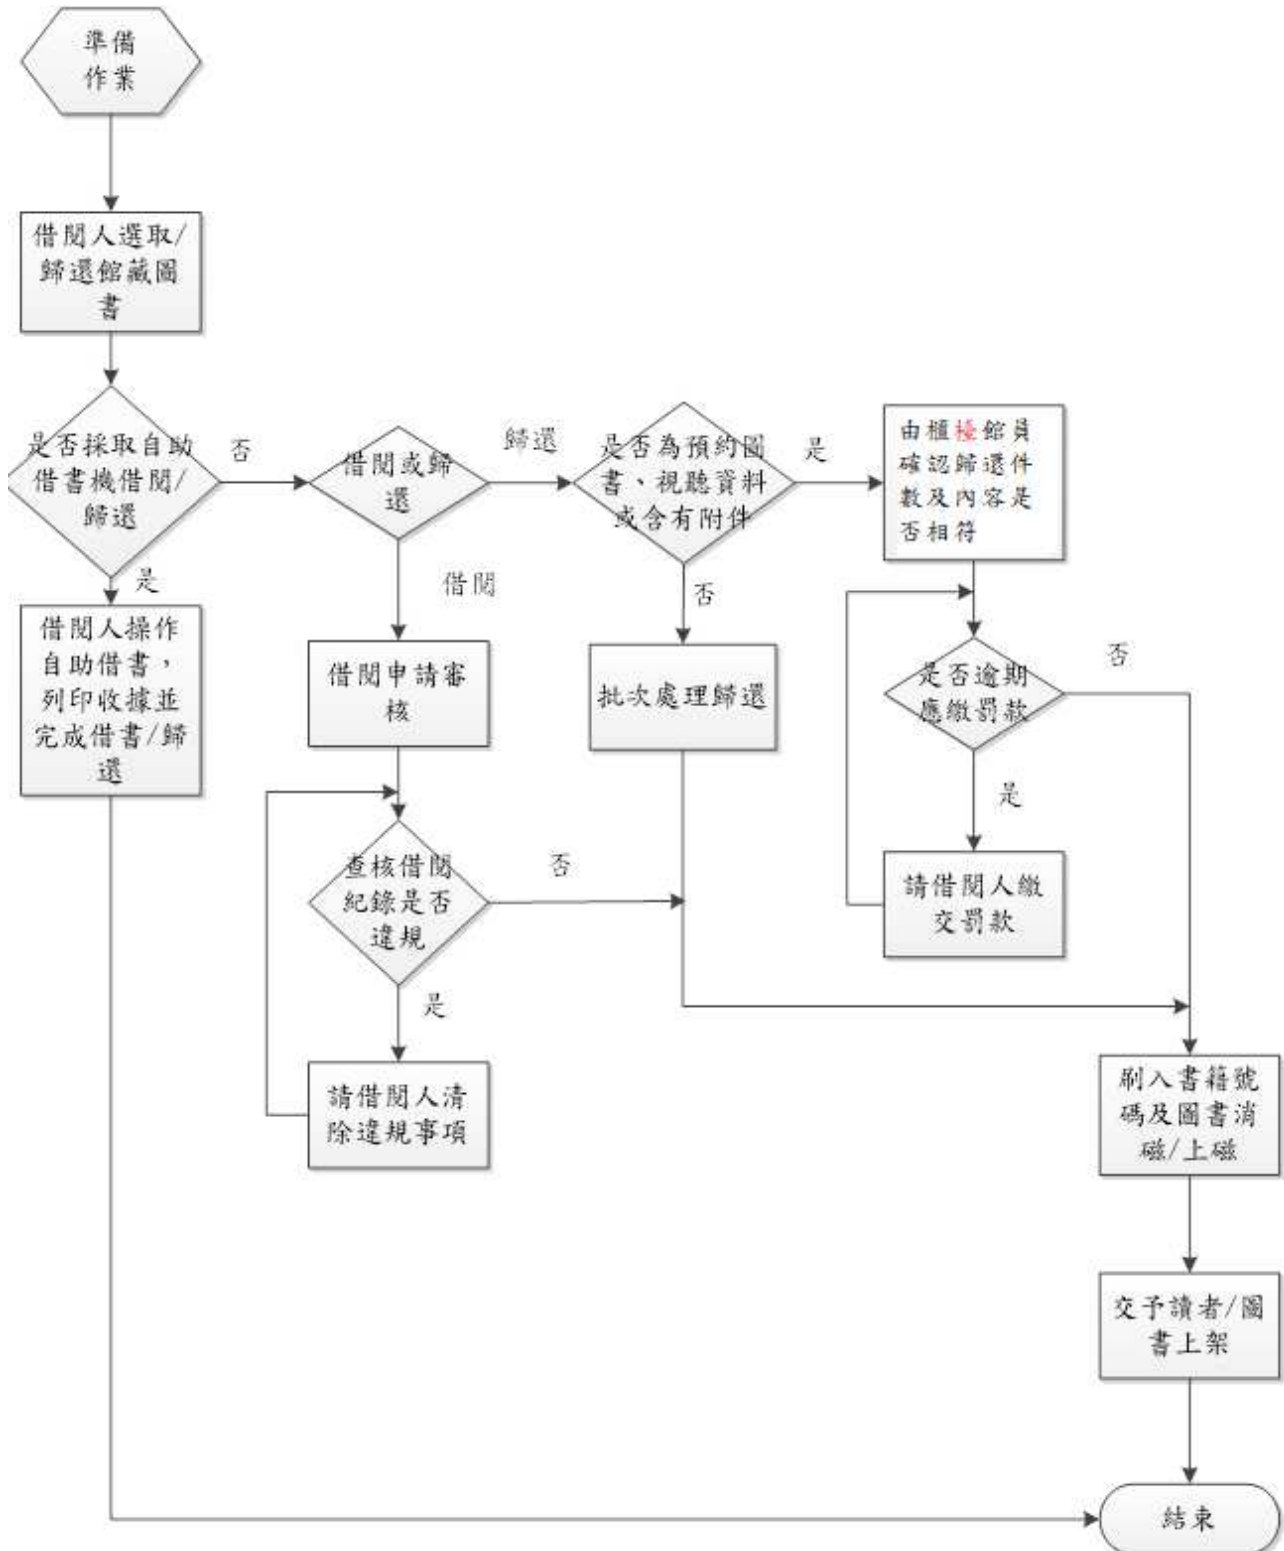 準備
作業
借閱人選取/
歸還館藏圖
書
是否採取自助
借書機借閱/
歸還
否
是
借閱人操作
自助借書，
列印收據並
完成借書/歸
還
借閱或歸
還
歸還
借閱
是否為預約圖
書、視聽資料
或含有附件
是
否
由櫃檯館員
確認歸還件
數及內容是
否相符
借閱申請審
核
批次處理歸還
是否逾期
應繳罰款
否
是
請借閱人繳
交罰款
查核借閱
紀錄是否
違規
否
是
請借閱人清
除違規事項
刷入書籍號
碼及圖書消
磁/上磁
交予讀者/圖
書上架
結束